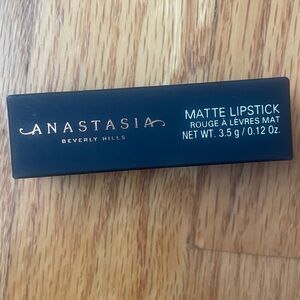 ANASTASIA
BEVERLY HILLS
MATTE LIPSTICK
ROUGE À LÈVRES MAT
NET WT. 3.5 g / 0.12 Oz.